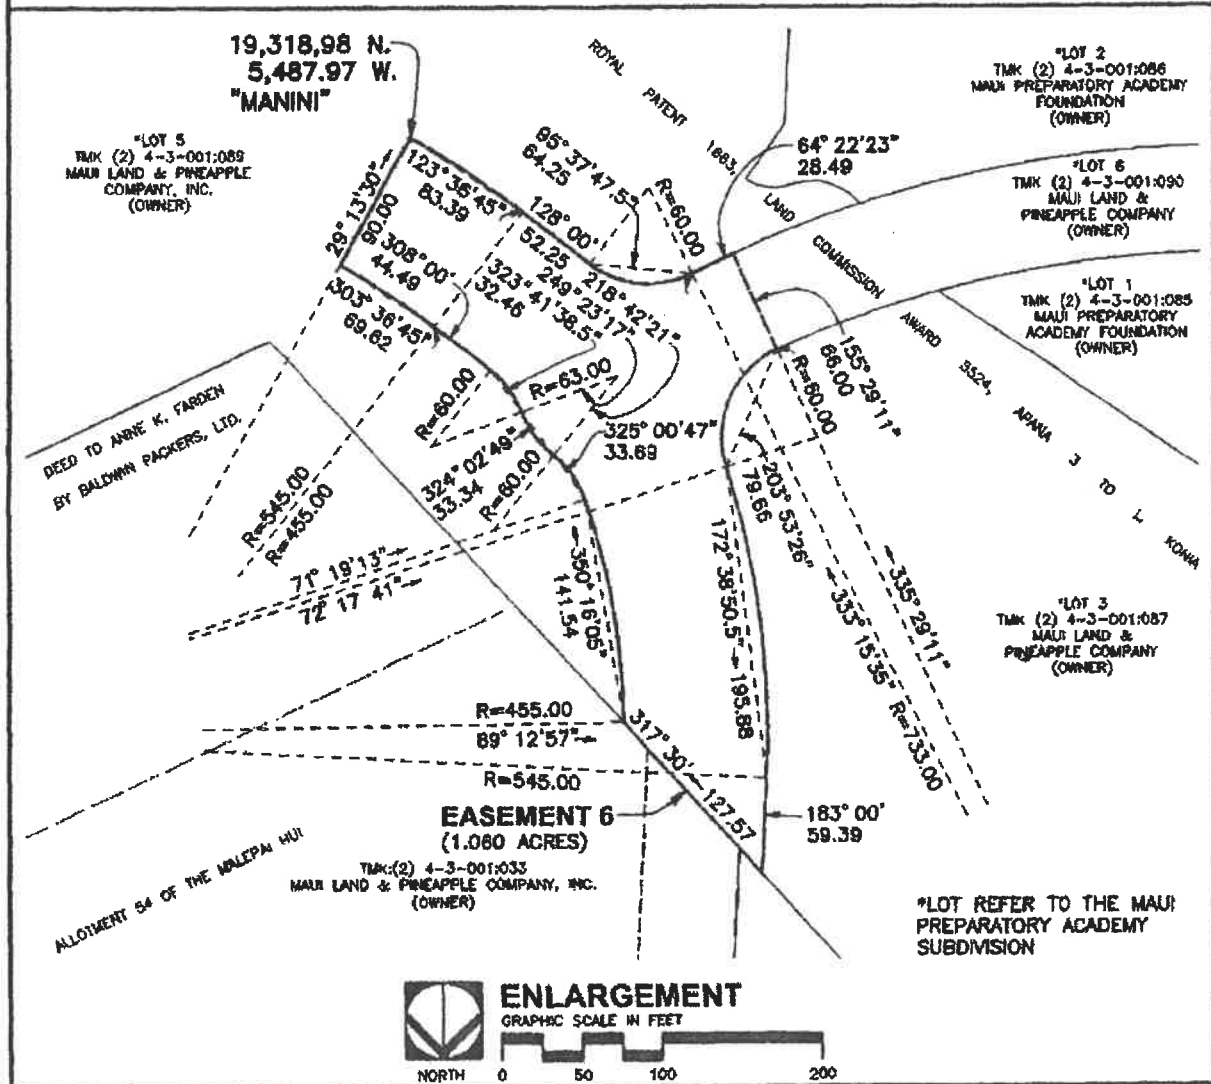 19,318,98 N.
5,487.97 W.
"MANINI"
*LOT 5
TMK (2) 4-3-001:089
MAUI LAND & PINEAPPLE
COMPANY, INC.
(OWNER)
ROYAL PATENT 1663, LAND COMMISSION AWARD 5524, APANA 3 TO L. KONIA
*LOT 2
TMK (2) 4-3-001:086
MAUI PREPARATORY ACADEMY
FOUNDATION
(OWNER)
64° 22'23"
28.49
*LOT 6
TMK (2) 4-3-001:090
MAUI LAND &
PINEAPPLE COMPANY
(OWNER)
*LOT 1
TMK (2) 4-3-001:085
MAUI PREPARATORY
ACADEMY FOUNDATION
(OWNER)
95° 37'47.5"
64.25
R=60.00
123° 36'45"
83.39
128° 00'
52.25
29° 13'30"
90.00
308° 00'
44.49
303° 36'45"
69.62
218° 42'21"
249° 23'17"
323° 41'38.5"
32.46
R=63.00
R=60.00
155° 29'11"
66.00
R=60.00
325° 00'47"
33.69
324° 02'49"
33.34
R=60.00
203° 53'26"
79.66
DEED TO ANNE K. FARDEN
BY BALDWIN PACKERS, LTD.
R=545.00
R=455.00
71° 19'13"
72° 17'41"
350° 16'05"
141.54
172° 38'50.5" 195.88
335° 29'11"
333° 15'35" R=733.00
*LOT 3
TMK (2) 4-3-001:087
MAUI LAND &
PINEAPPLE COMPANY
(OWNER)
R=455.00
89° 12'57"
R=545.00
317° 30' 127.57
183° 00'
59.39
EASEMENT 6
(1.060 ACRES)
TMK:(2) 4-3-001:033
MAUI LAND & PINEAPPLE COMPANY, INC.
(OWNER)
ALLOTMENT 54 OF THE MALEPAI HUI
*LOT REFER TO THE MAUI
PREPARATORY ACADEMY
SUBDIVISION
ENLARGEMENT
GRAPHIC SCALE IN FEET
NORTH
0 50 100 200